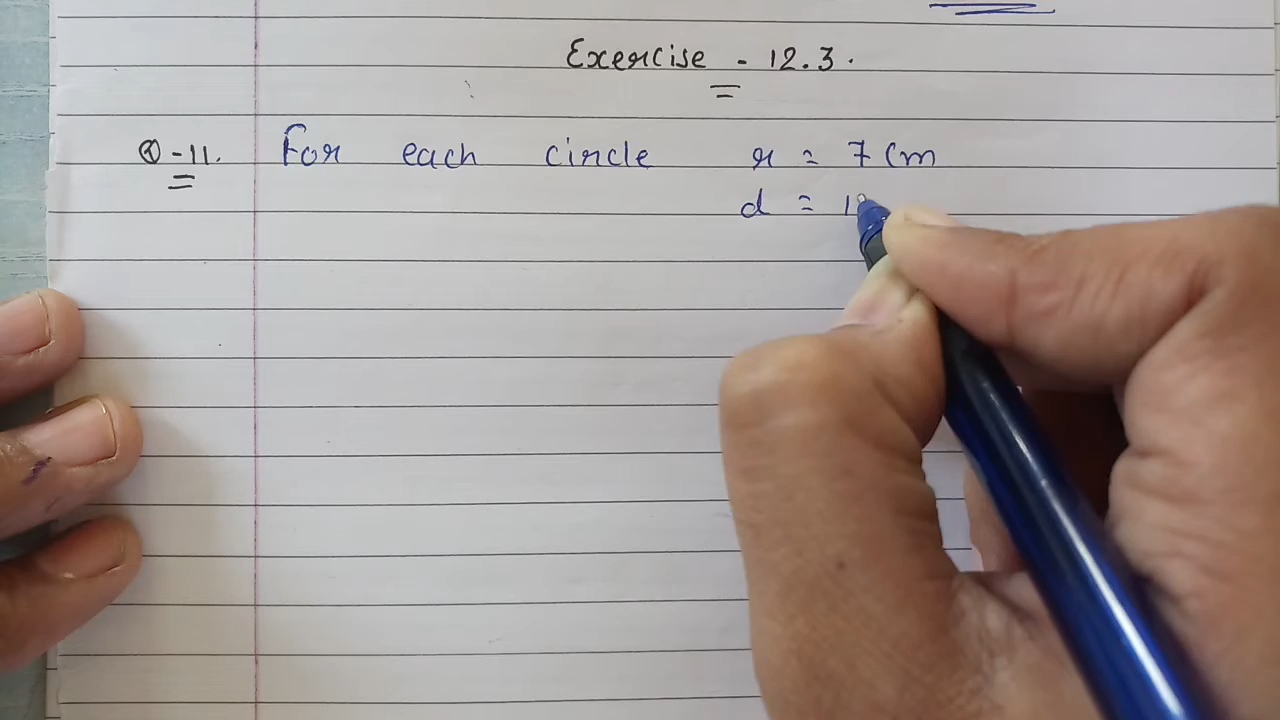 Exercise - 12.3.
Q-11. For each circle r = 7 cm
d = 1